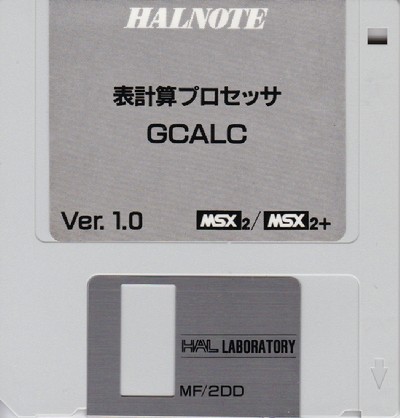 HALNOTE
表計算プロセッサ
GCALC
Ver. 1.0 MSX2/MSX2+
HAL LABORATORY
MF/2DD